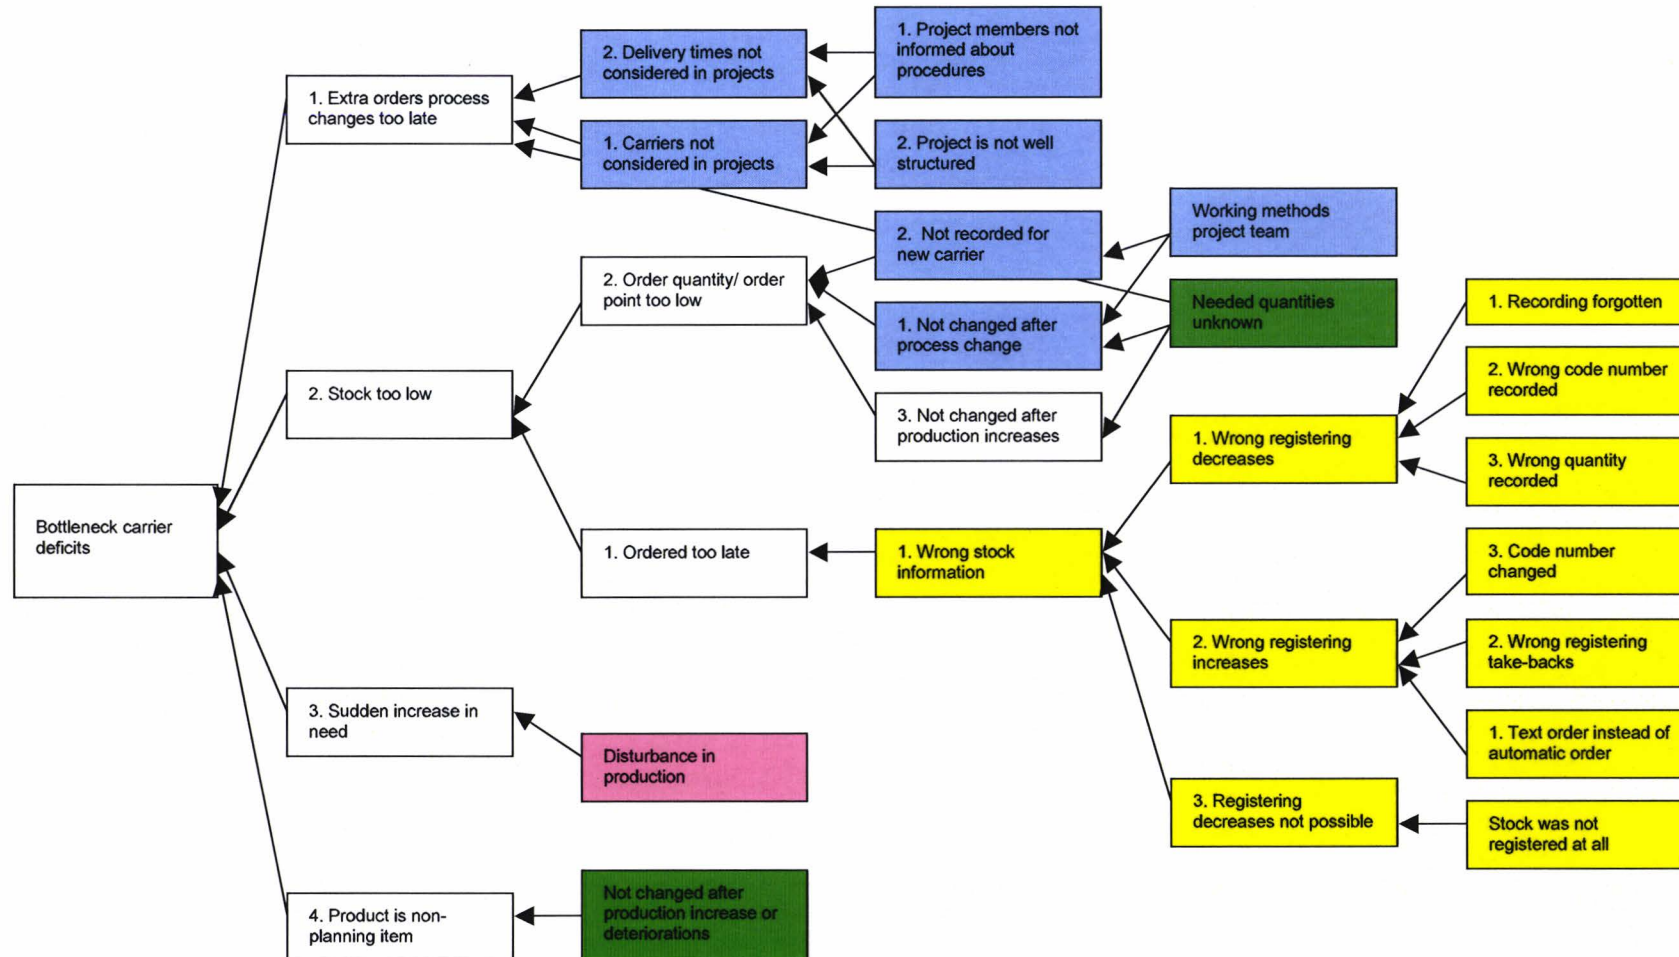 Bottleneck carrier
deficits
1. Extra orders process
changes too late
2. Stock too low
3. Sudden increase in
need
4. Product is non-
planning item
2. Delivery times not
considered in projects
1. Carriers not
considered in projects
2. Order quantity/ order
point too low
1. Ordered too late
Disturbance in
production
Not changed after
production increase or
deteriorations
1. Project members not
informed about
procedures
2. Project is not well
structured
2. Not recorded for
new carrier
1. Not changed after
process change
3. Not changed after
production increases
1. Wrong stock
information
Working methods
project team
Needed quantities
unknown
1. Wrong registering
decreases
2. Wrong registering
increases
3. Registering
decreases not possible
1. Recording forgotten
2. Wrong code number
recorded
3. Wrong quantity
recorded
3. Code number
changed
2. Wrong registering
take-backs
1. Text order instead of
automatic order
Stock was not
registered at all